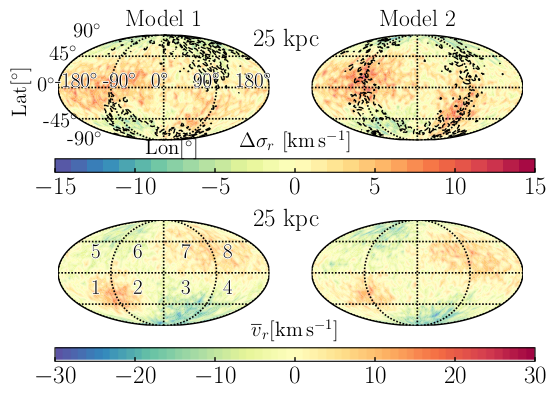 Model 1 Model 2
90° 25 kpc
45°
0° -180° -90° 0° 90° 180°
Lat[°]
-45°
-90°
Lon[°] Δσ_r [km s⁻¹]
−15 −10 −5 0 5 10 15
25 kpc
5 6 7 8
1 2 3 4
v̅_r[km s⁻¹]
−30 −20 −10 0 10 20 30